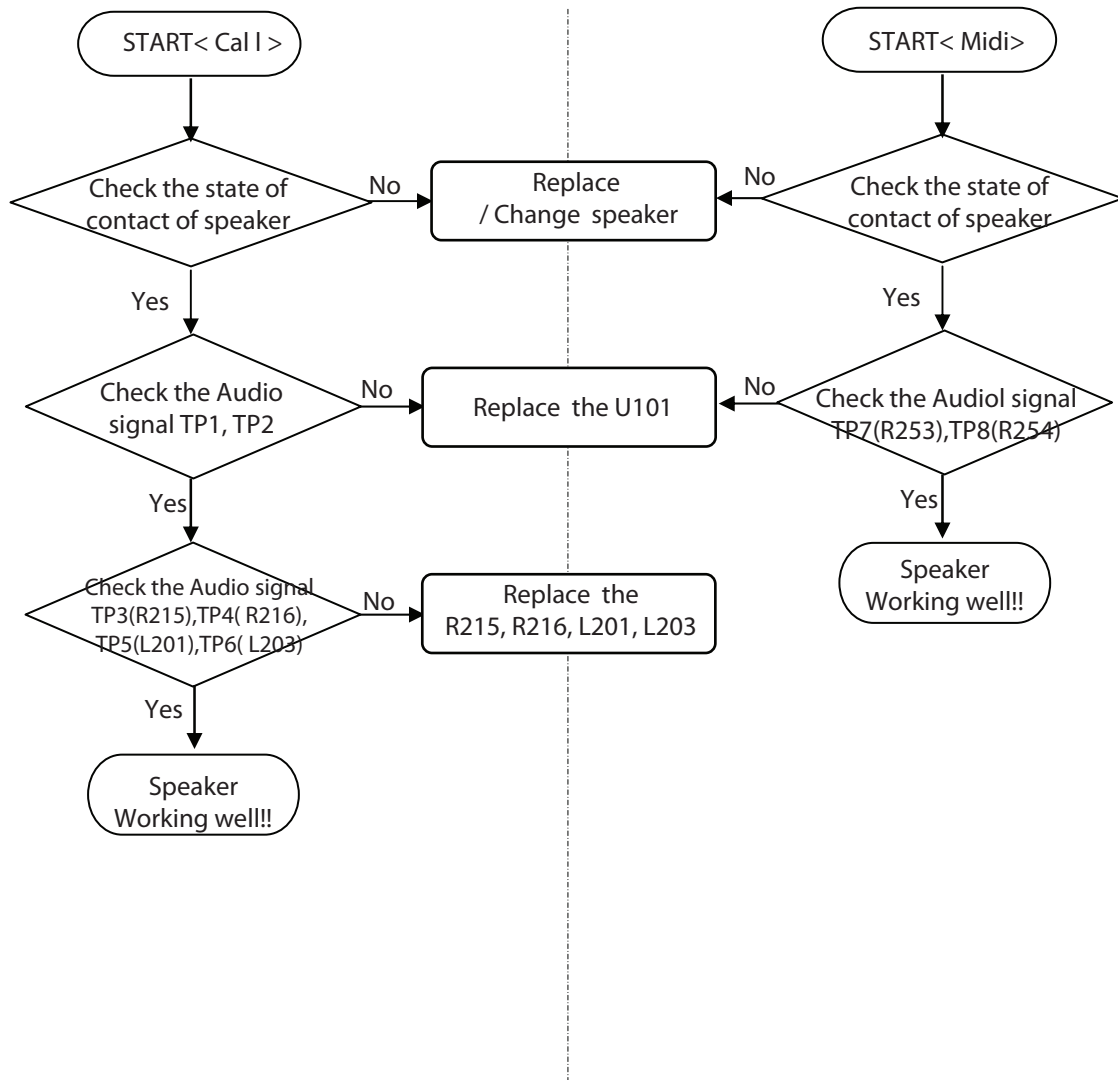 START< Cal l >
Check the state of
contact of speaker
No
Replace
/ Change speaker
Yes
Check the Audio
signal TP1, TP2
No
Replace the U101
Yes
Check the Audio signal
TP3(R215),TP4( R216),
TP5(L201),TP6( L203)
No
Replace the
R215, R216, L201, L203
Yes
Speaker
Working well!!
START< Midi>
Check the state of
contact of speaker
No
Yes
Check the Audiol signal
TP7(R253),TP8(R254)
No
Yes
Speaker
Working well!!